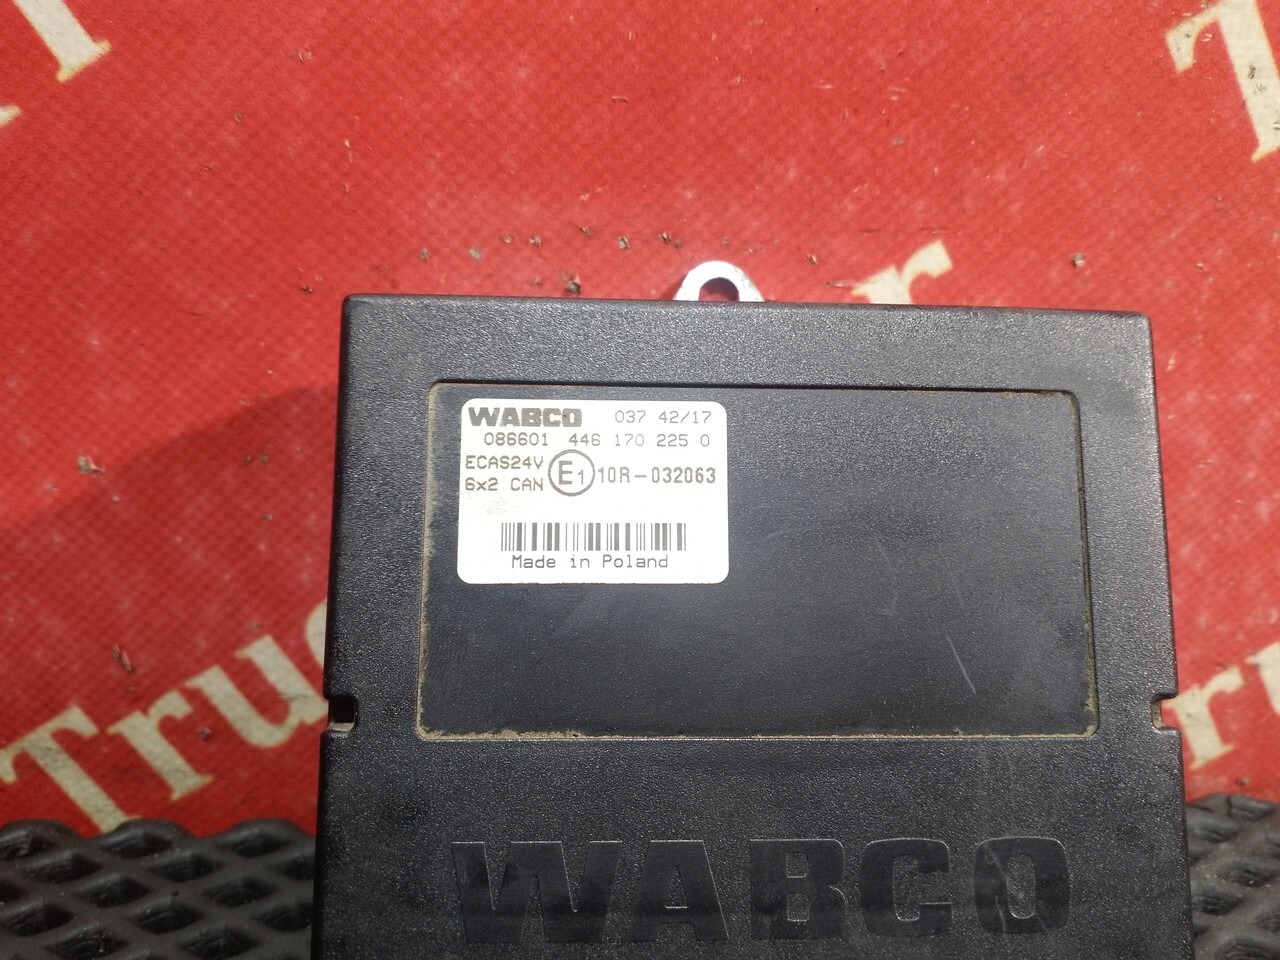 WABCO 037 42/17
086601 446 170 225 0
ECAS24V
6x2 CAN E1 10R-032063
Made in Poland
WABCO
Truc